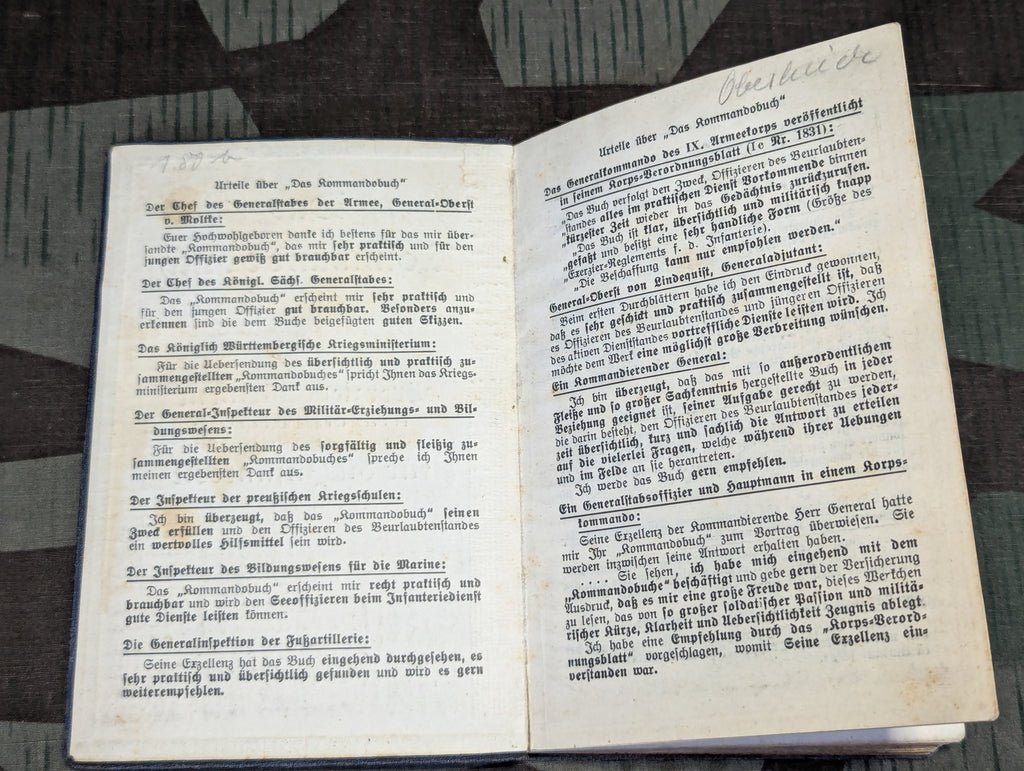 Urteile über „Das Kommandobuch“
Der Chef des Generalstabes der Armee, General-Oberst
v. Moltke:
Euer Hochwohlgeboren danke ich bestens für das mir über-
sandte „Kommandobuch“, das mir sehr praktisch und für den
jungen Offizier gewiß gut brauchbar erscheint.
Der Chef des Königl. Sächs. Generalstabes:
Das „Kommandobuch“ erscheint mir sehr praktisch und
für den jungen Offizier gut brauchbar. Besonders anzu-
erkennen sind die dem Buche beigefügten guten Skizzen.
Das Königlich Württembergische Kriegsministerium:
Für die Uebersendung des übersichtlich und praktisch zu-
sammengestellten „Kommandobuches“ spricht Ihnen das Kriegs-
ministerium ergebensten Dank aus.
Der General-Inspekteur des Militär-Erziehungs- und Bil-
dungswesens:
Für die Uebersendung des sorgfältig und fleißig zu-
sammengestellten „Kommandobuches“ spreche ich Ihnen
meinen ergebensten Dank aus.
Der Inspekteur der preußischen Kriegsschulen:
Ich bin überzeugt, daß das „Kommandobuch“ seinen
Zweck erfüllen und den Offizieren des Beurlaubtenstandes
ein wertvolles Hilfsmittel sein wird.
Der Inspekteur des Bildungswesens für die Marine:
Das „Kommandobuch“ erscheint mir recht praktisch und
brauchbar und wird den Seeoffizieren beim Infanteriedienst
gute Dienste leisten können.
Die Generalinspektion der Fußartillerie:
Seine Exzellenz hat das Buch eingehend durchgesehen, es
sehr praktisch und übersichtlich gefunden und wird es gern
weiterempfehlen.
Urteile über „Das Kommandobuch“
Das Generalkommando des IX. Armeekorps veröffentlicht
in seinem Korps-Verordnungsblatt (Ic Nr. 1831):
„Das Buch verfolgt den Zweck, Offizieren des Beurlaubten-
„standes alles im praktischen Dienst Vorkommende binnen
„kürzester Zeit wieder in das Gedächtnis zurückzurufen.
„Das Buch ist klar, übersichtlich und militärisch knapp
„gefaßt und besitzt eine sehr handliche Form (Größe des
„Exerzier-Reglements f. d. Infanterie).
„Die Beschaffung kann nur empfohlen werden.“
General-Oberst von Lindequist, Generaladjutant:
Beim ersten Durchblättern habe ich den Eindruck gewonnen,
daß es sehr geschickt und praktisch zusammengestellt ist, daß
es Offizieren des Beurlaubtenstandes und jüngeren Offizieren
des aktiven Dienststandes vortreffliche Dienste leisten wird. Ich
möchte dem Werk eine möglichst große Verbreitung wünschen.
Ein Kommandierender General:
Ich bin überzeugt, daß das mit so außerordentlichem
Fleiße und so großer Sachkenntnis hergestellte Buch in jeder
Beziehung geeignet ist, seiner Aufgabe gerecht zu werden,
die darin besteht, den Offizieren des Beurlaubtenstandes jeder-
zeit übersichtlich, kurz und sachlich die Antwort zu erteilen
auf die vielerlei Fragen, welche während ihrer Uebungen
und im Felde an sie herantreten.
Ich werde das Buch gern empfehlen.
Ein Generalstabsoffizier und Hauptmann in einem Korps-
kommando:
Seine Exzellenz der Kommandierende Herr General hatte
mir Ihr „Kommandobuch“ zum Vortrag überwiesen. Sie
werden inzwischen seine Antwort erhalten haben.
. . . . Sie sehen, ich habe mich eingehend mit dem
„Kommandobuche“ beschäftigt und gebe gern der Versicherung
Ausdruck, daß es mir eine große Freude war, dieses Werkchen
zu lesen, das von so großer soldatischer Passion und militä-
rischer Kürze, Klarheit und Uebersichtlichkeit Zeugnis ablegt.
Ich habe eine Empfehlung durch das „Korps-Verord-
nungsblatt“ vorgeschlagen, womit Seine Exzellenz ein-
verstanden war.